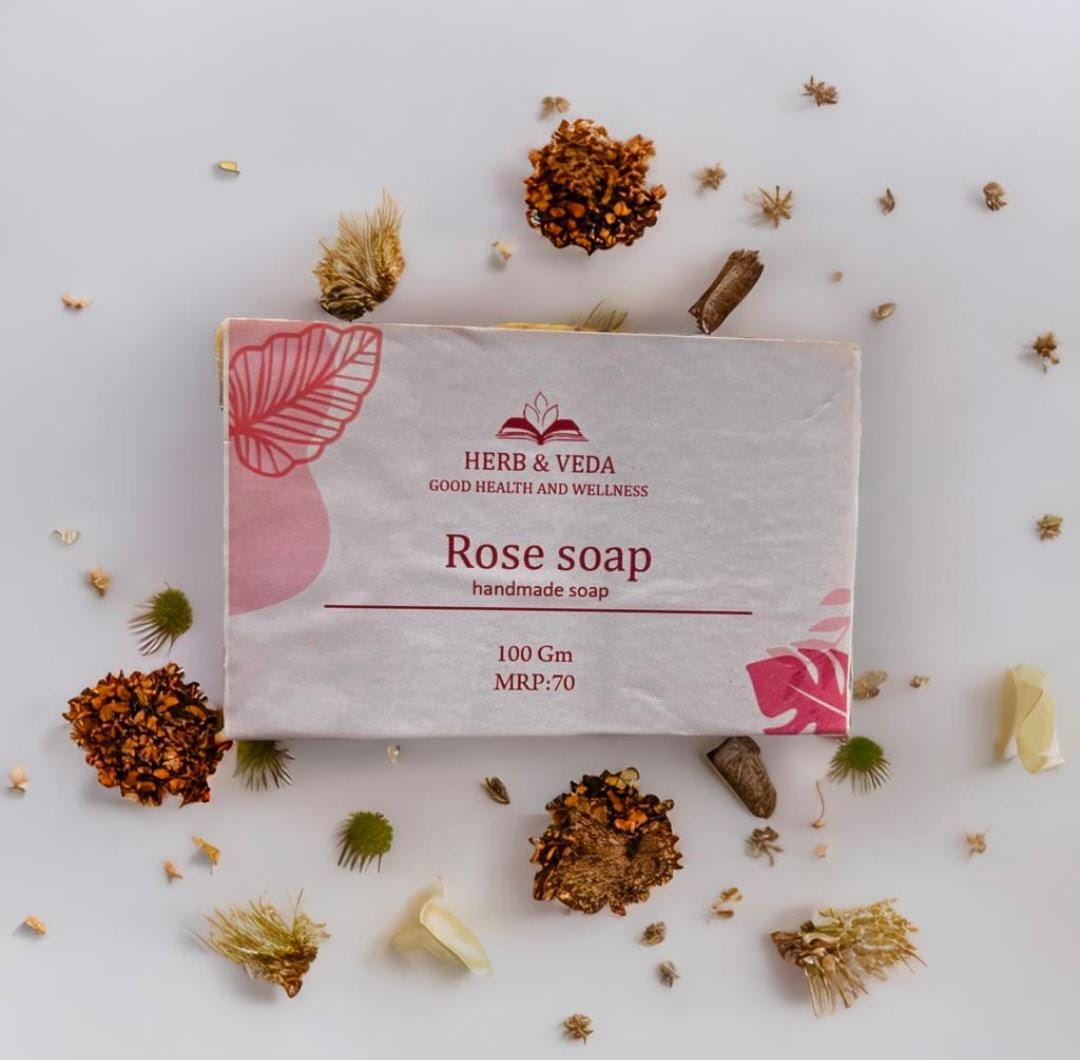 HERB & VEDA
GOOD HEALTH AND WELLNESS
Rose soap
handmade soap
100 Gm
MRP:70